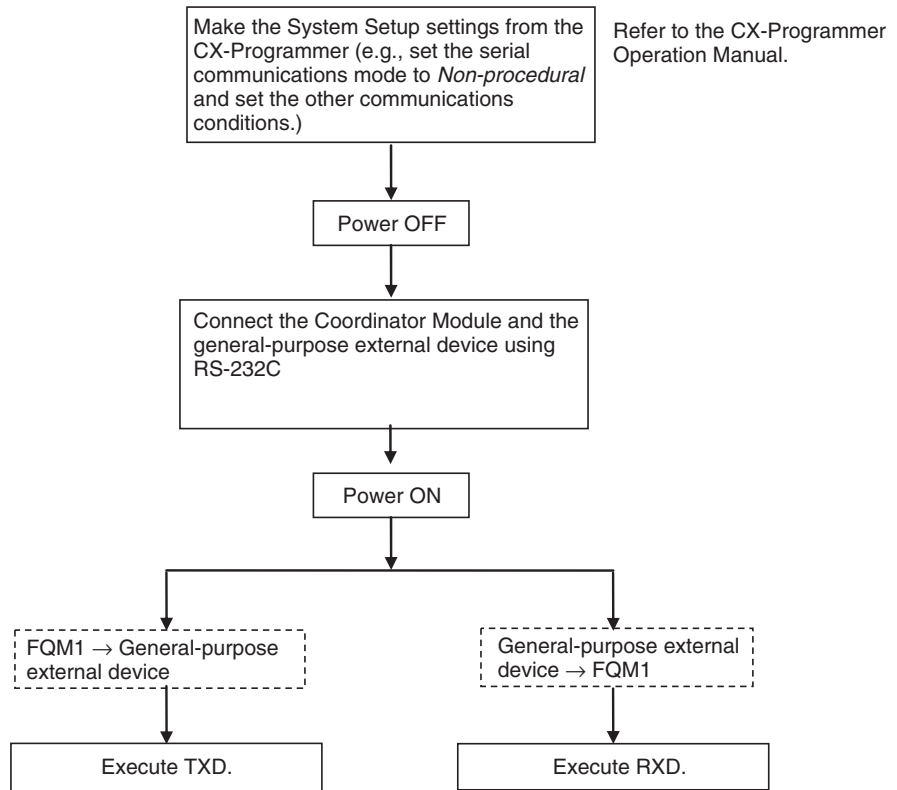 Make the System Setup settings from the
CX-Programmer (e.g., set the serial
communications mode to Non-procedural
and set the other communications
conditions.)
Refer to the CX-Programmer
Operation Manual.
Power OFF
Connect the Coordinator Module and the
general-purpose external device using
RS-232C
Power ON
FQM1 → General-purpose
external device
General-purpose external
device → FQM1
Execute TXD.
Execute RXD.